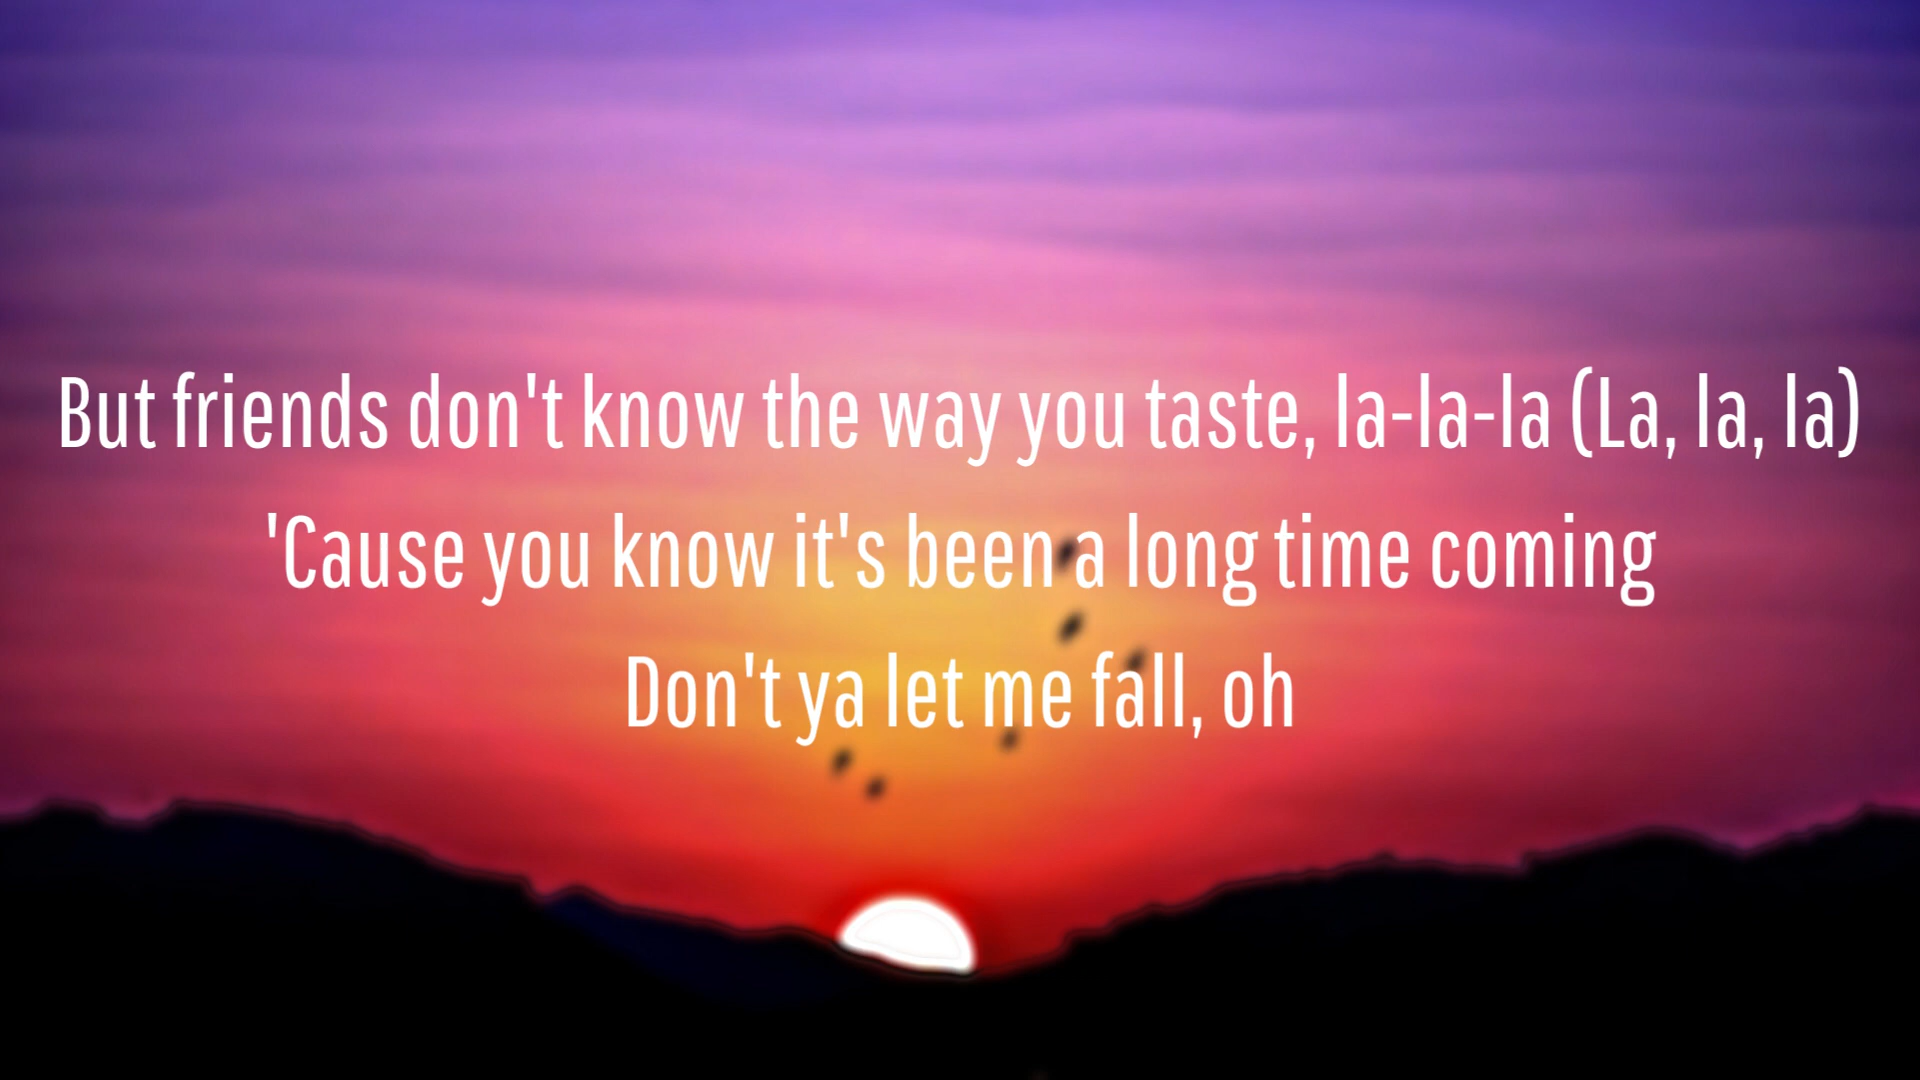 But friends don't know the way you taste, la-la-la (La, la, la)
'Cause you know it's been a long time coming
Don't ya let me fall, oh